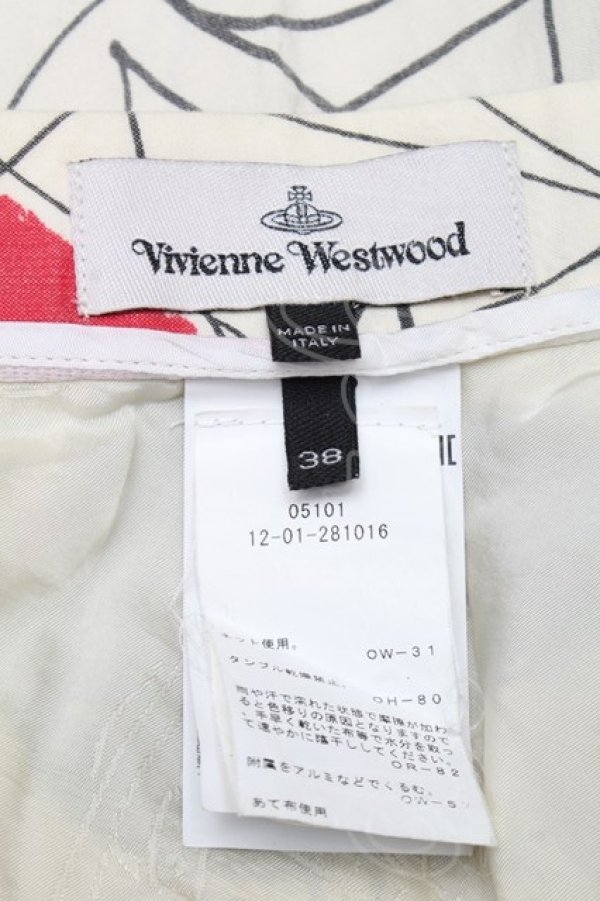 Vivienne Westwood
MADE IN
ITALY
38
05101
12-01-281016
ネット使用。 OW-31
タンブル乾燥禁止。
OH-80
雨や汗で濡れた状態で摩擦が加わ
ると色移りの原因となりますので
手早く乾いた布等で水分を取っ
て速やかに陰干ししてください。
OR-82
附属をアルミなどでくるむ。
OW-5
あて布使用